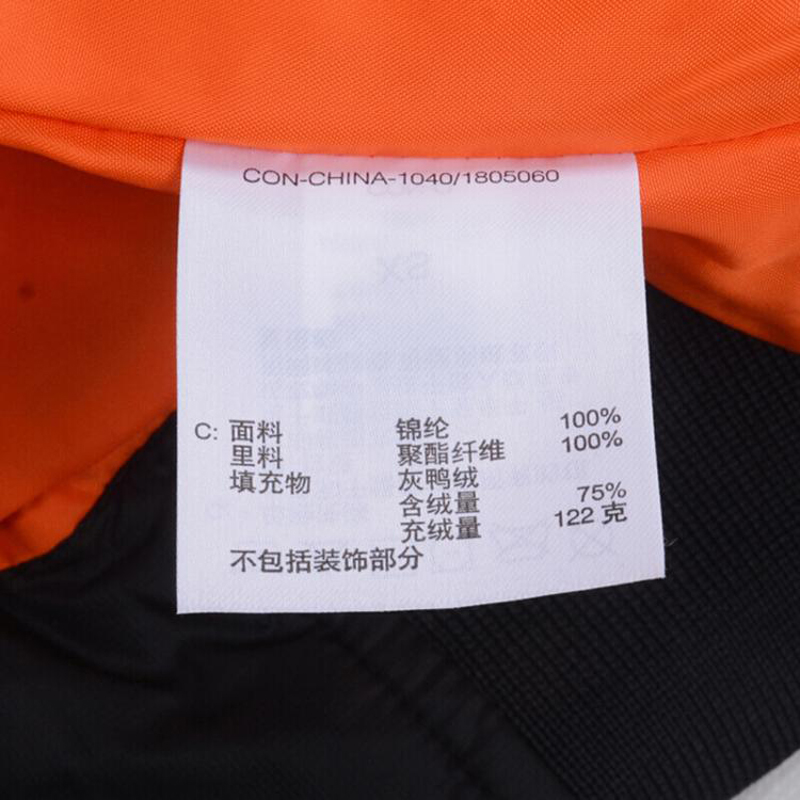 CON-CHINA-1040/1805060
C: 面料 锦纶 100%
里料 聚酯纤维 100%
填充物 灰鸭绒
含绒量 75%
充绒量 122 克
不包括装饰部分